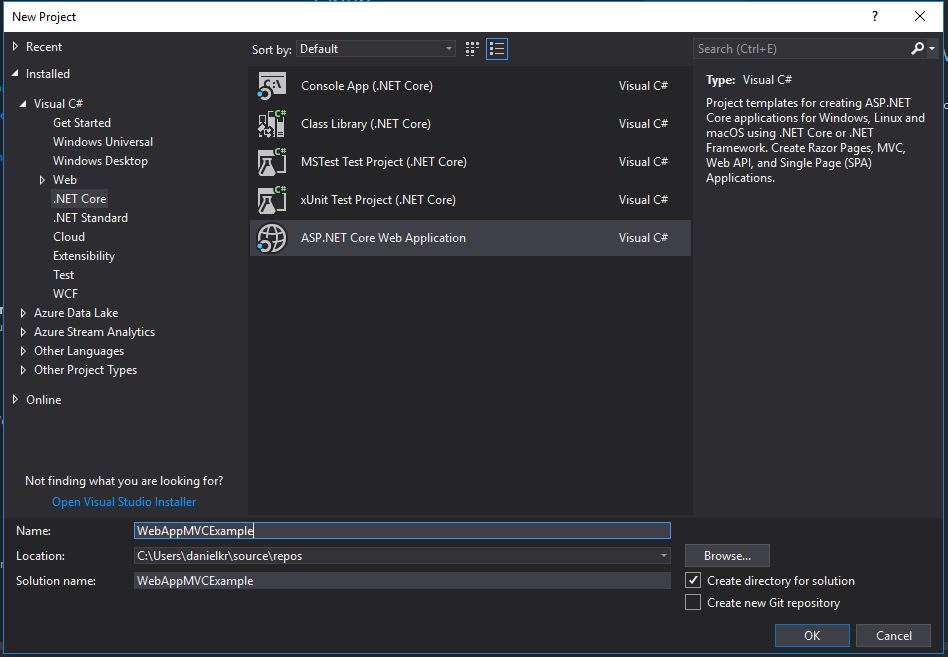 New Project
?
Recent
Installed
Visual C#
Get Started
Windows Universal
Windows Desktop
Web
.NET Core
.NET Standard
Cloud
Extensibility
Test
WCF
Azure Data Lake
Azure Stream Analytics
Other Languages
Other Project Types
Online
Not finding what you are looking for?
Open Visual Studio Installer
Sort by: Default
Console App (.NET Core) Visual C#
Class Library (.NET Core) Visual C#
MSTest Test Project (.NET Core) Visual C#
xUnit Test Project (.NET Core) Visual C#
ASP.NET Core Web Application Visual C#
Search (Ctrl+E)
Type: Visual C#
Project templates for creating ASP.NET
Core applications for Windows, Linux and
macOS using .NET Core or .NET
Framework. Create Razor Pages, MVC,
Web API, and Single Page (SPA)
Applications.
Name: WebAppMVCExample
Location: C:\Users\danielkr\source\repos
Browse...
Solution name: WebAppMVCExample
Create directory for solution
Create new Git repository
OK
Cancel